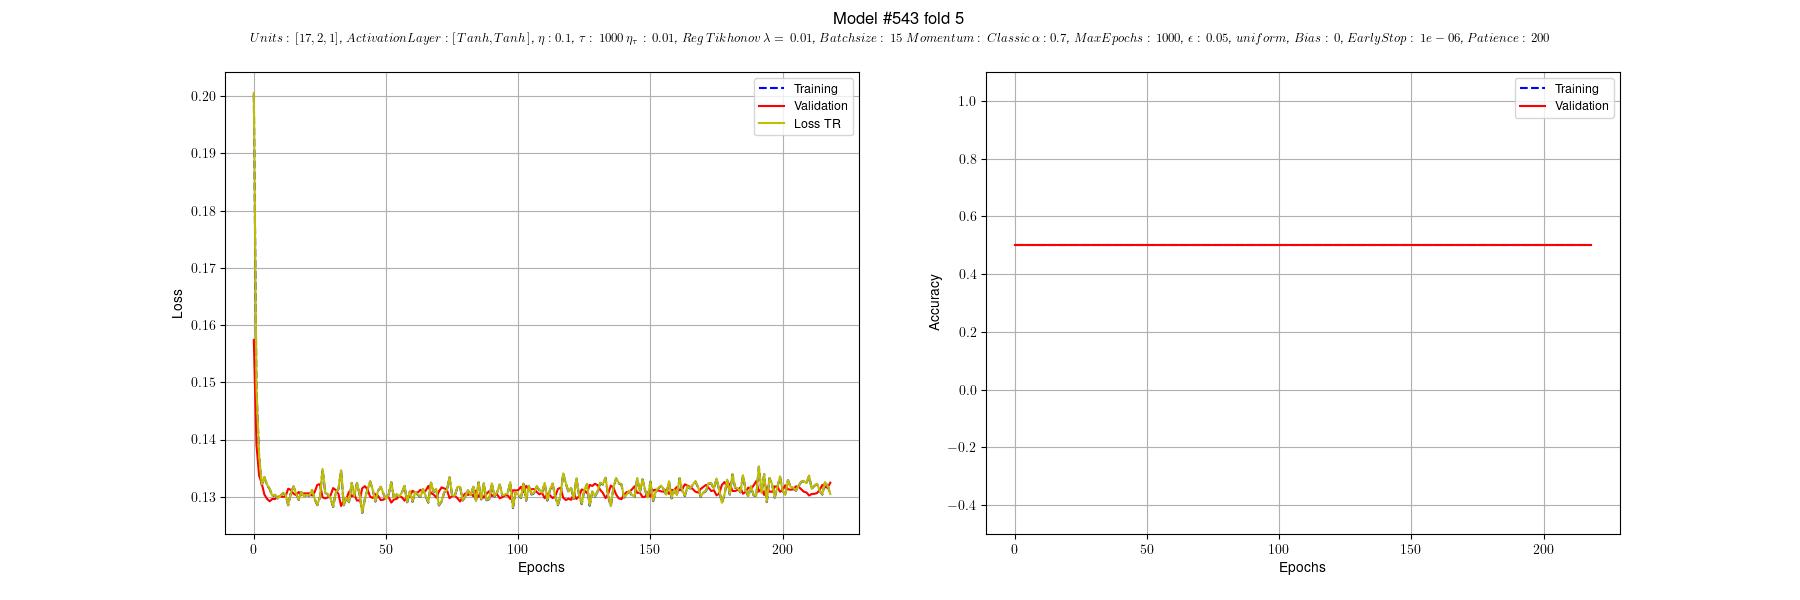 Model #543 fold 5
Units : [17, 2, 1], ActivationLayer : [Tanh, Tanh], η : 0.1, τ : 1000 ητ : 0.01, Reg Tikhonov λ = 0.01, Batchsize : 15 Momentum : Classic α : 0.7, MaxEpochs : 1000, ϵ : 0.05, uniform, Bias : 0, EarlyStop : 1e − 06, Patience : 200
0.20
0.19
0.18
0.17
0.16
0.15
0.14
0.13
Loss
0
50
100
150
200
Epochs
Training
Validation
Loss TR
1.0
0.8
0.6
0.4
0.2
0.0
−0.2
−0.4
Accuracy
0
50
100
150
200
Epochs
Training
Validation